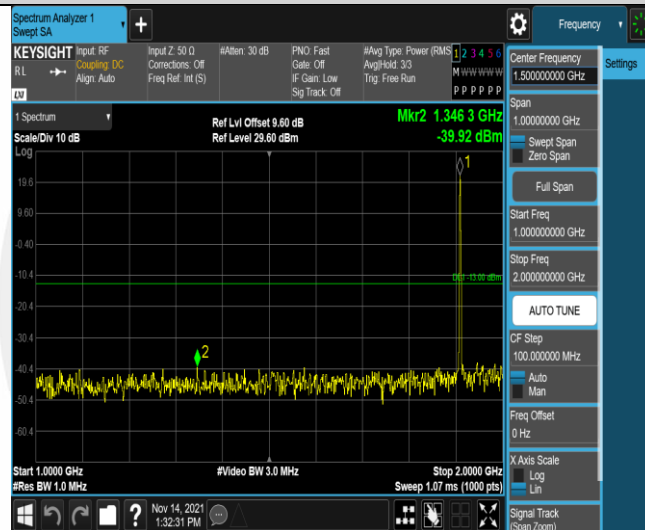 Spectrum Analyzer 1
Swept SA
+
Frequency
KEYSIGHT
RL
LXI
Input: RF
Coupling: DC
Align: Auto
Input Z: 50 Ω
Corrections: Off
Freq Ref: Int (S)
#Atten: 30 dB
PNO: Fast
Gate: Off
IF Gain: Low
Sig Track: Off
#Avg Type: Power (RMS
Avg|Hold: 3/3
Trig: Free Run
1 2 3 4 5 6
M W W W W W
P P P P P P
1 Spectrum
Scale/Div 10 dB
Log
Ref Lvl Offset 9.60 dB
Ref Level 29.60 dBm
Mkr2 1.346 3 GHz
-39.92 dBm
1
19.6
9.60
-0.40
-10.4
DL1 -13.00 dBm
-20.4
-30.4
2
-40.4
-50.4
-60.4
Start 1.0000 GHz
#Res BW 1.0 MHz
#Video BW 3.0 MHz
Stop 2.0000 GHz
Sweep 1.07 ms (1000 pts)
?
Nov 14, 2021
1:32:31 PM
Center Frequency
1.500000000 GHz
Settings
Span
1.00000000 GHz
Swept Span
Zero Span
Full Span
Start Freq
1.000000000 GHz
Stop Freq
2.000000000 GHz
AUTO TUNE
CF Step
100.000000 MHz
Auto
Man
Freq Offset
0 Hz
X Axis Scale
Log
Lin
Signal Track
(Span Zoom)